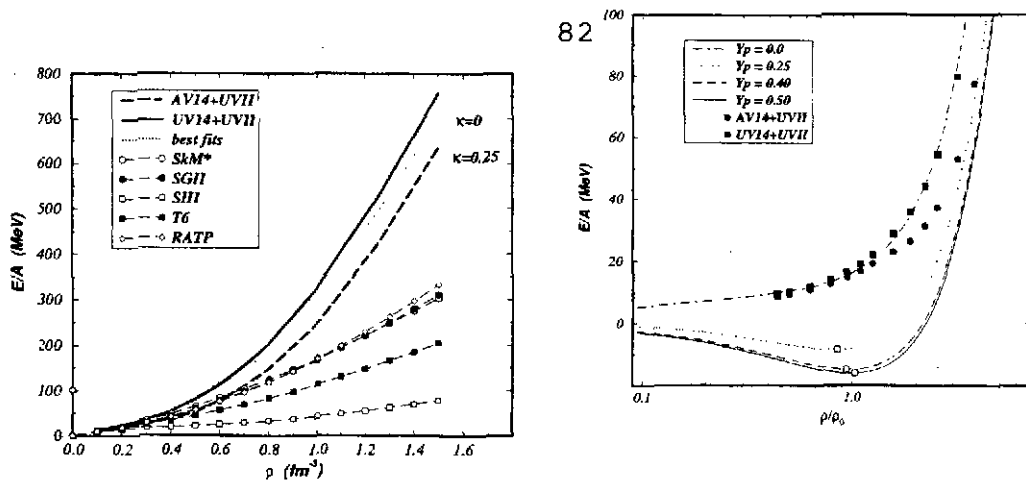 800
700
600
500
400
300
200
100
0
E/A (MeV)
AV14+UVII
UV14+UVII
best fits
SkM*
SGII
SIII
T6
RATP
κ=0
κ=0.25
0.0 0.2 0.4 0.6 0.8 1.0 1.2 1.4 1.6
ρ (fm⁻³)
82
100
80
60
40
20
0
E/A (MeV)
Yp = 0.0
Yp = 0.25
Yp = 0.40
Yp = 0.50
AV14+UVII
UV14+UVII
0.1 1.0
ρ/ρ₀